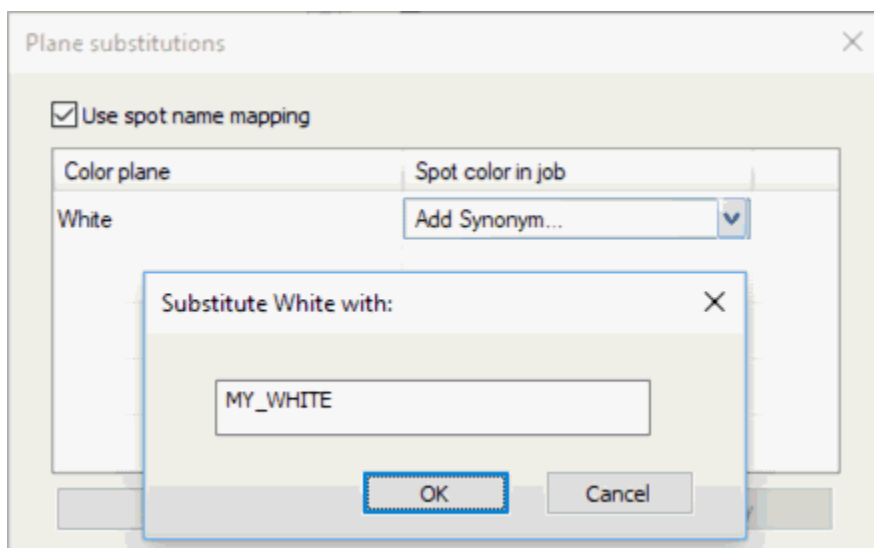 Plane substitutions
Use spot name mapping
Color plane Spot color in job
White Add Synonym...
Substitute White with:
MY_WHITE
OK Cancel